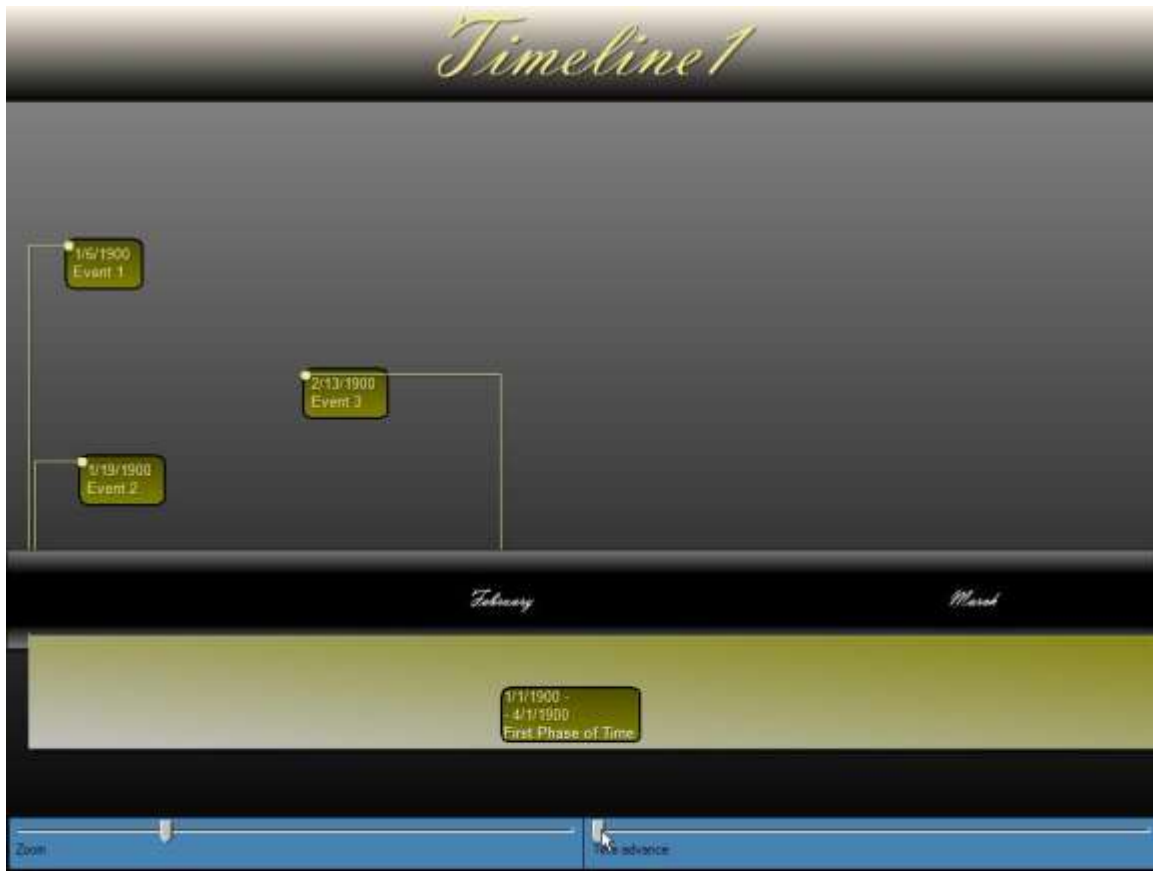 Timeline1
1/6/1900
Event 1
2/13/1900
Event 3
1/19/1900
Event 2
February
March
1/1/1900 -
- 4/1/1900
First Phase of Time
Zoom
Time advance